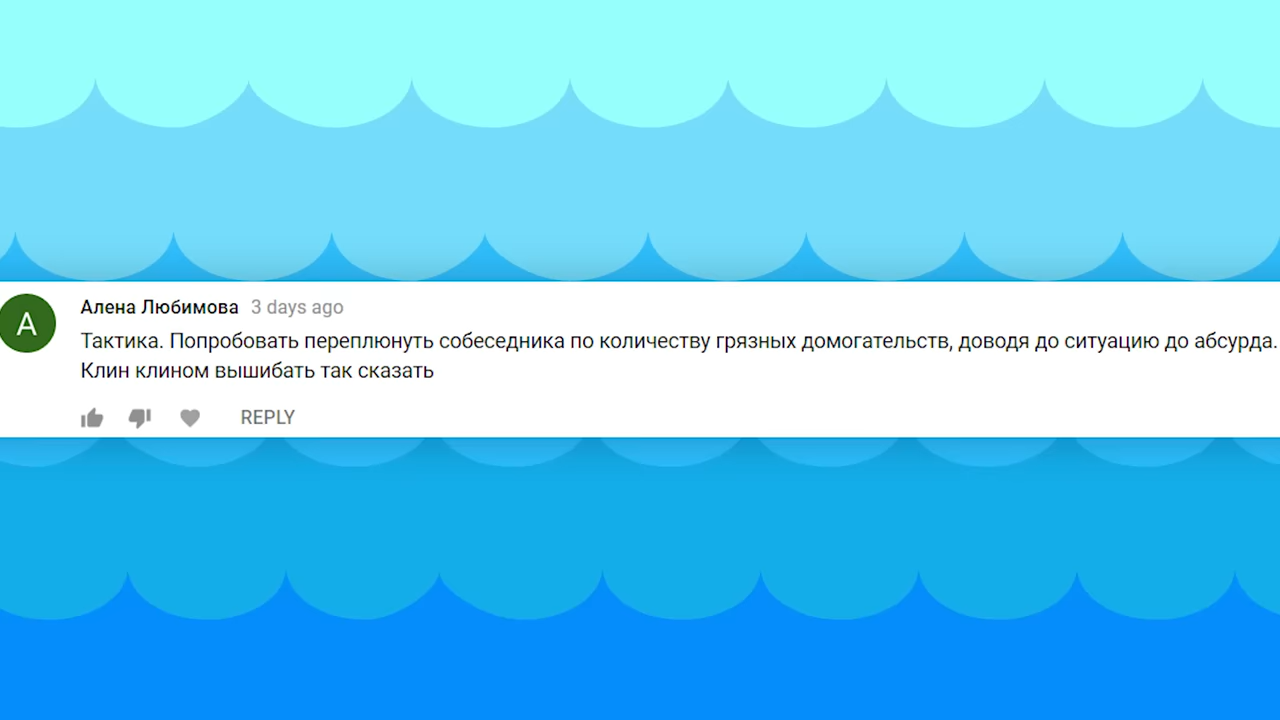 А
Алена Любимова 3 days ago
Тактика. Попробовать переплюнуть собеседника по количеству грязных домогательств, доводя до ситуацию до абсурда.
Клин клином вышибать так сказать
REPLY